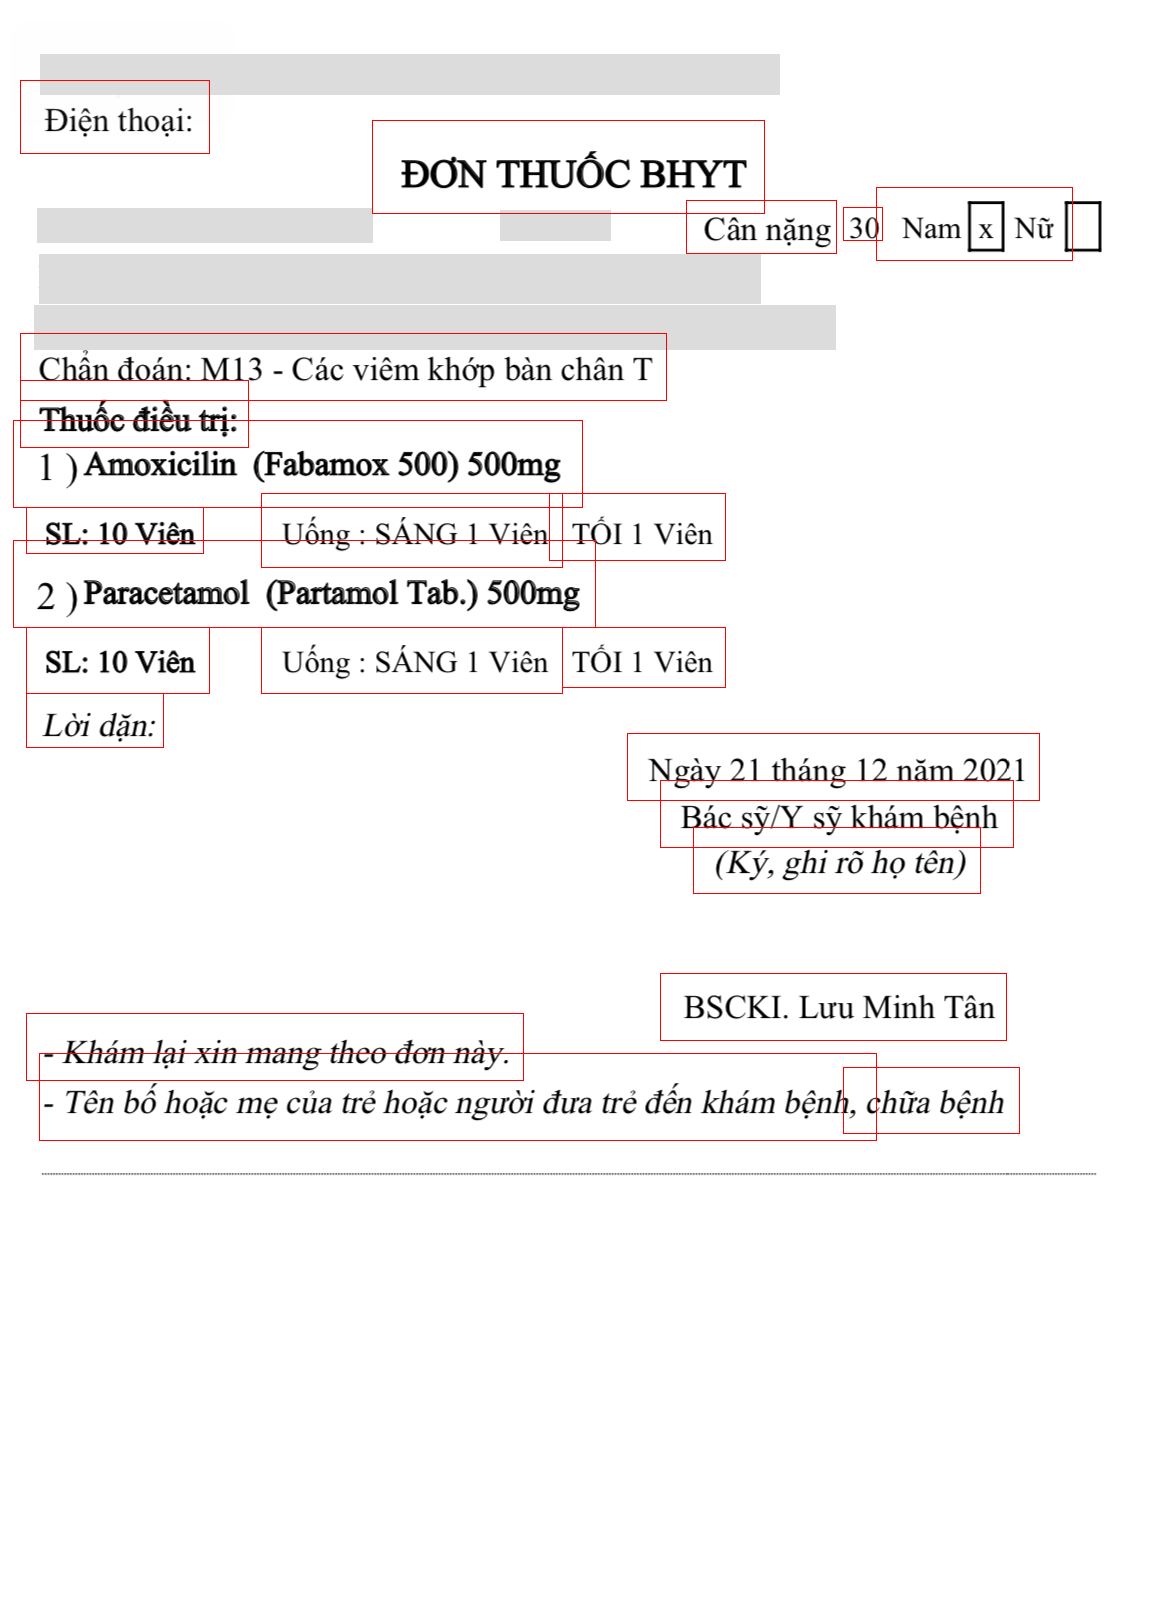 Điện thoại:
ĐƠN THUỐC BHYT
Cân nặng 30 Nam x Nữ
Chẩn đoán: M13 - Các viêm khớp bàn chân T
Thuốc điều trị:
1 ) Amoxicilin (Fabamox 500) 500mg
SL: 10 Viên Uống : SÁNG 1 Viên TỐI 1 Viên
2 ) Paracetamol (Partamol Tab.) 500mg
SL: 10 Viên Uống : SÁNG 1 Viên TỐI 1 Viên
Lời dặn:
Ngày 21 tháng 12 năm 2021
Bác sỹ/Y sỹ khám bệnh
(Ký, ghi rõ họ tên)
BSCKI. Lưu Minh Tân
- Khám lại xin mang theo đơn này.
- Tên bố hoặc mẹ của trẻ hoặc người đưa trẻ đến khám bệnh, chữa bệnh